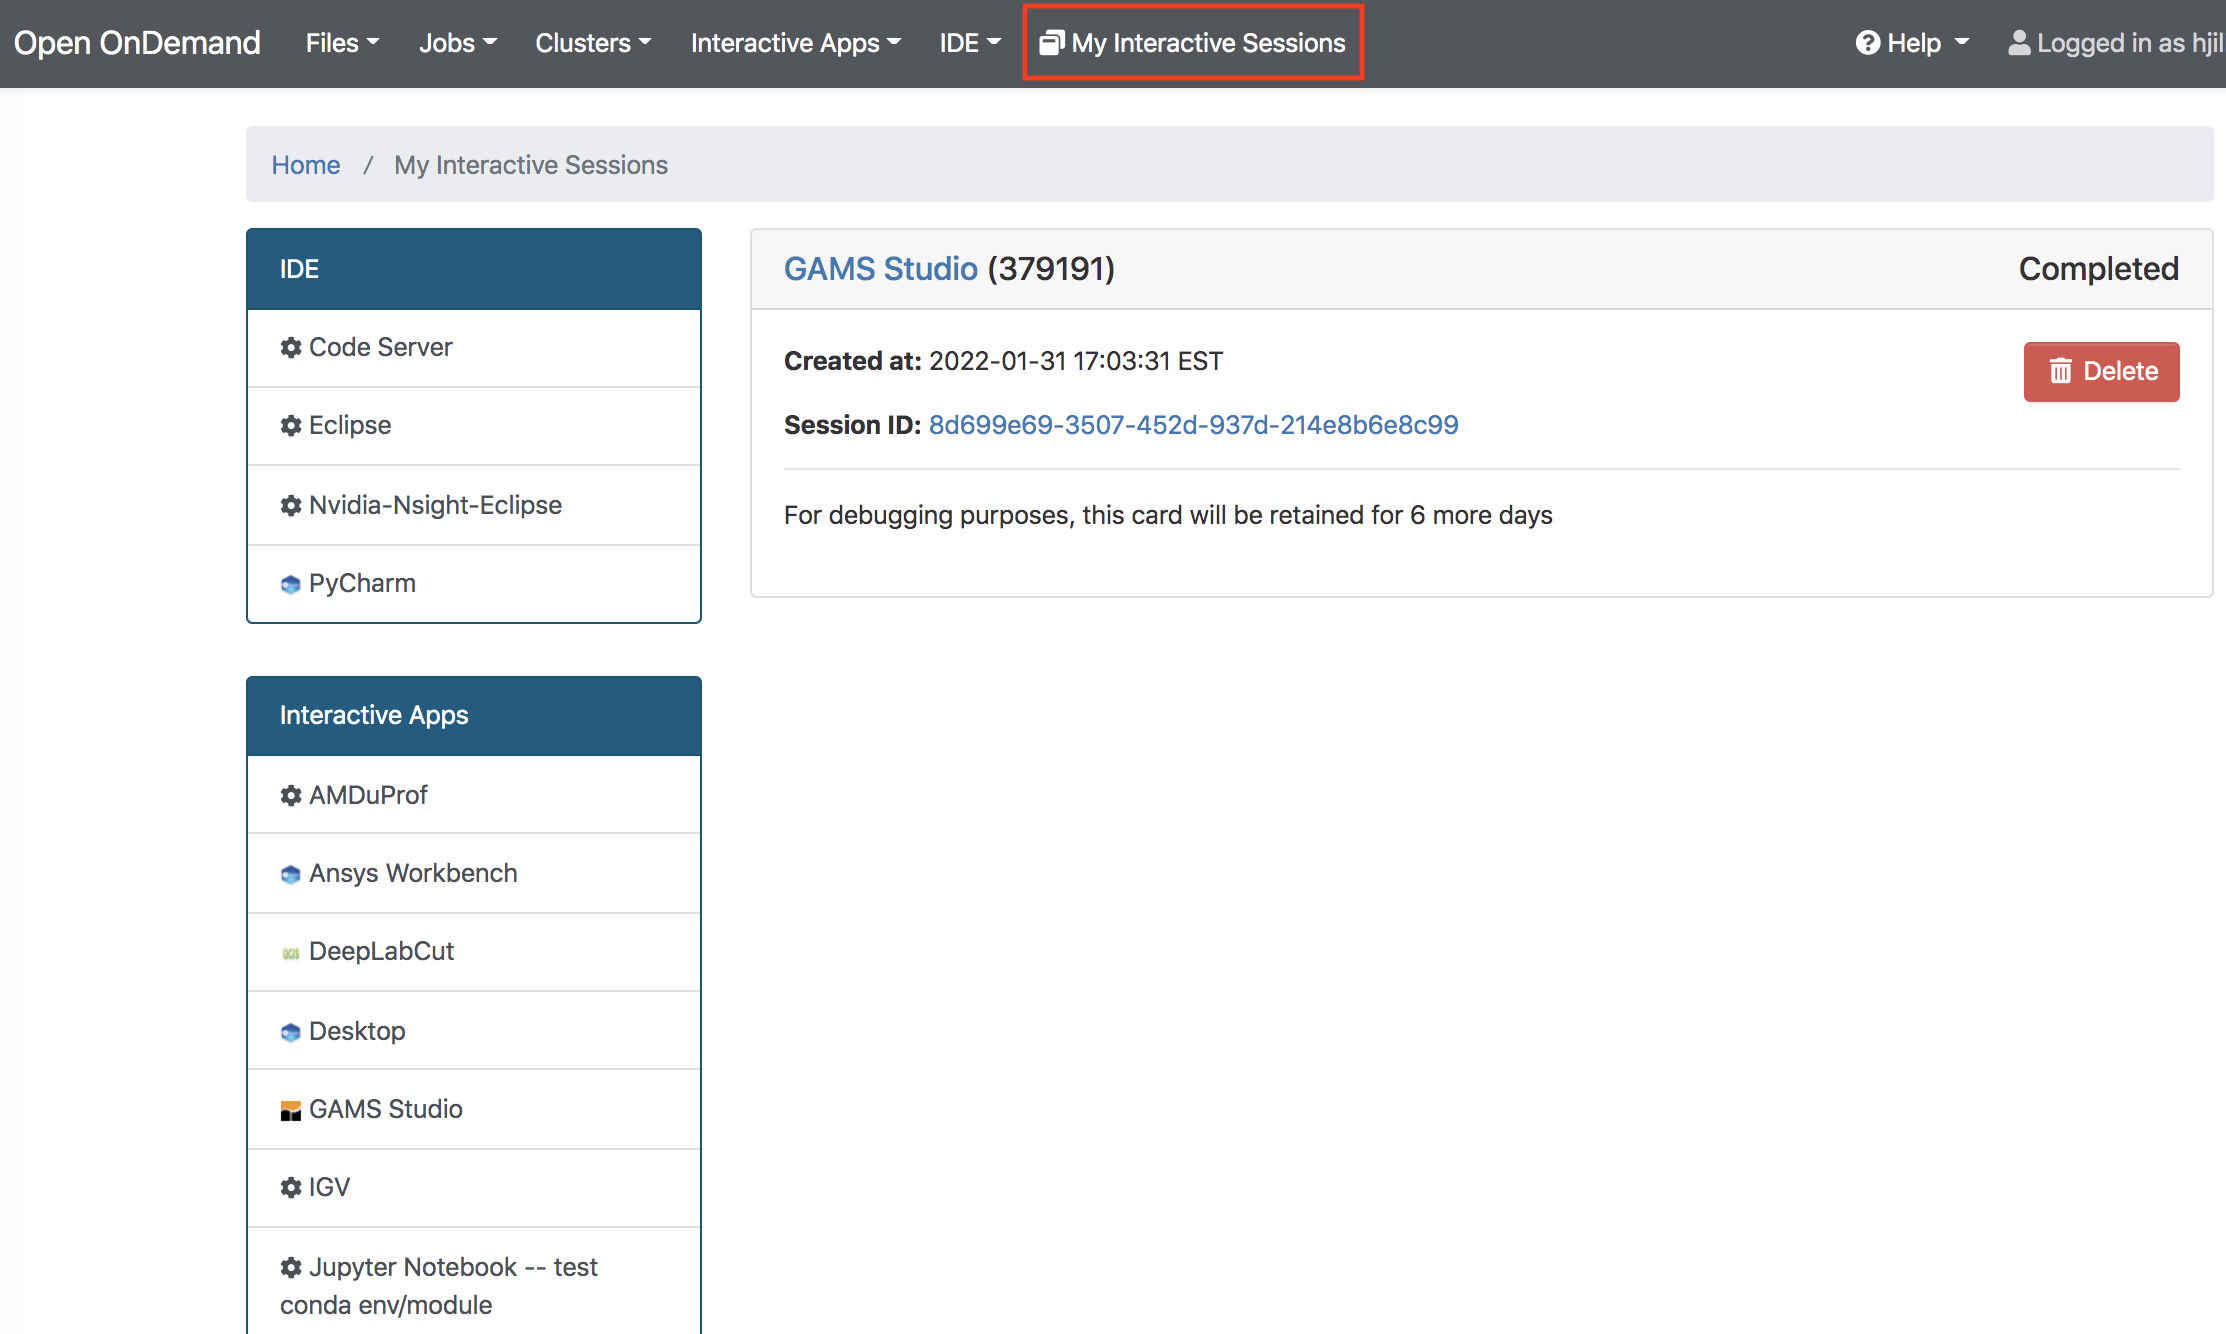 Open OnDemand Files Jobs Clusters Interactive Apps IDE My Interactive Sessions Help Logged in as hjil
Home / My Interactive Sessions
IDE
Code Server
Eclipse
Nvidia-Nsight-Eclipse
PyCharm
Interactive Apps
AMDuProf
Ansys Workbench
DeepLabCut
Desktop
GAMS Studio
IGV
Jupyter Notebook -- test
conda env/module
GAMS Studio (379191) Completed
Created at: 2022-01-31 17:03:31 EST
Delete
Session ID: 8d699e69-3507-452d-937d-214e8b6e8c99
For debugging purposes, this card will be retained for 6 more days